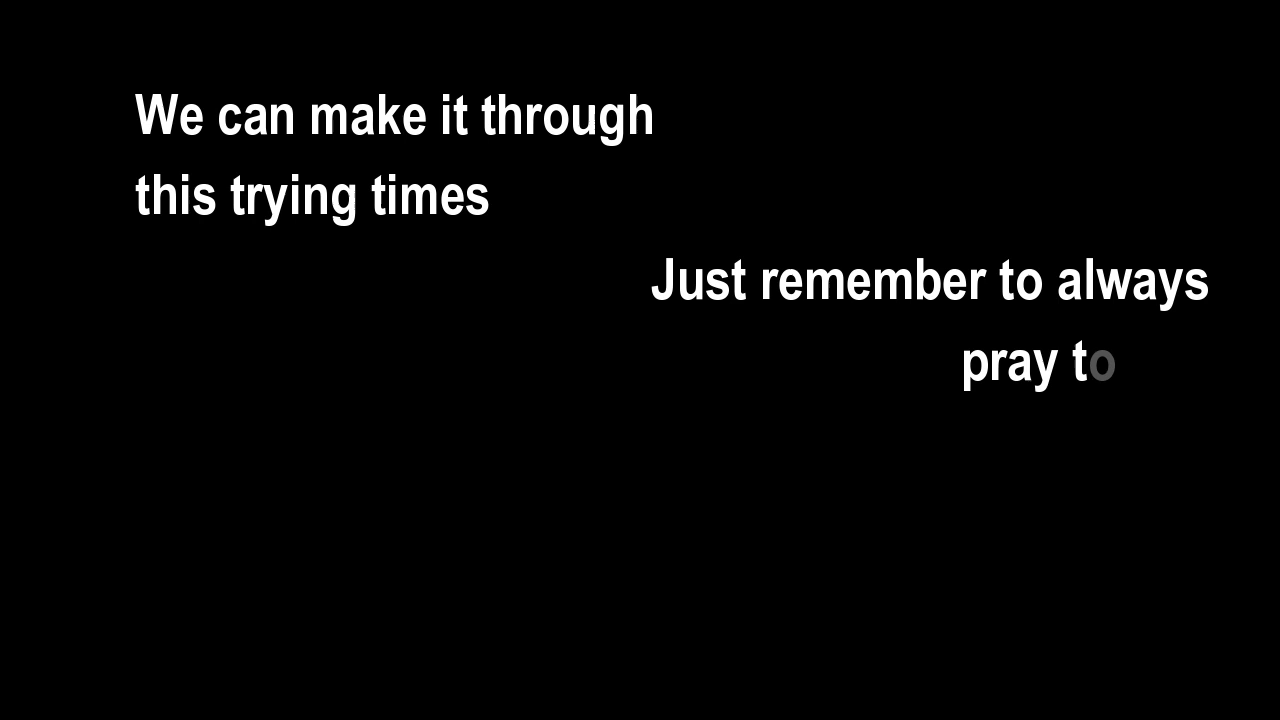 We can make it through
this trying times
Just remember to always
pray to